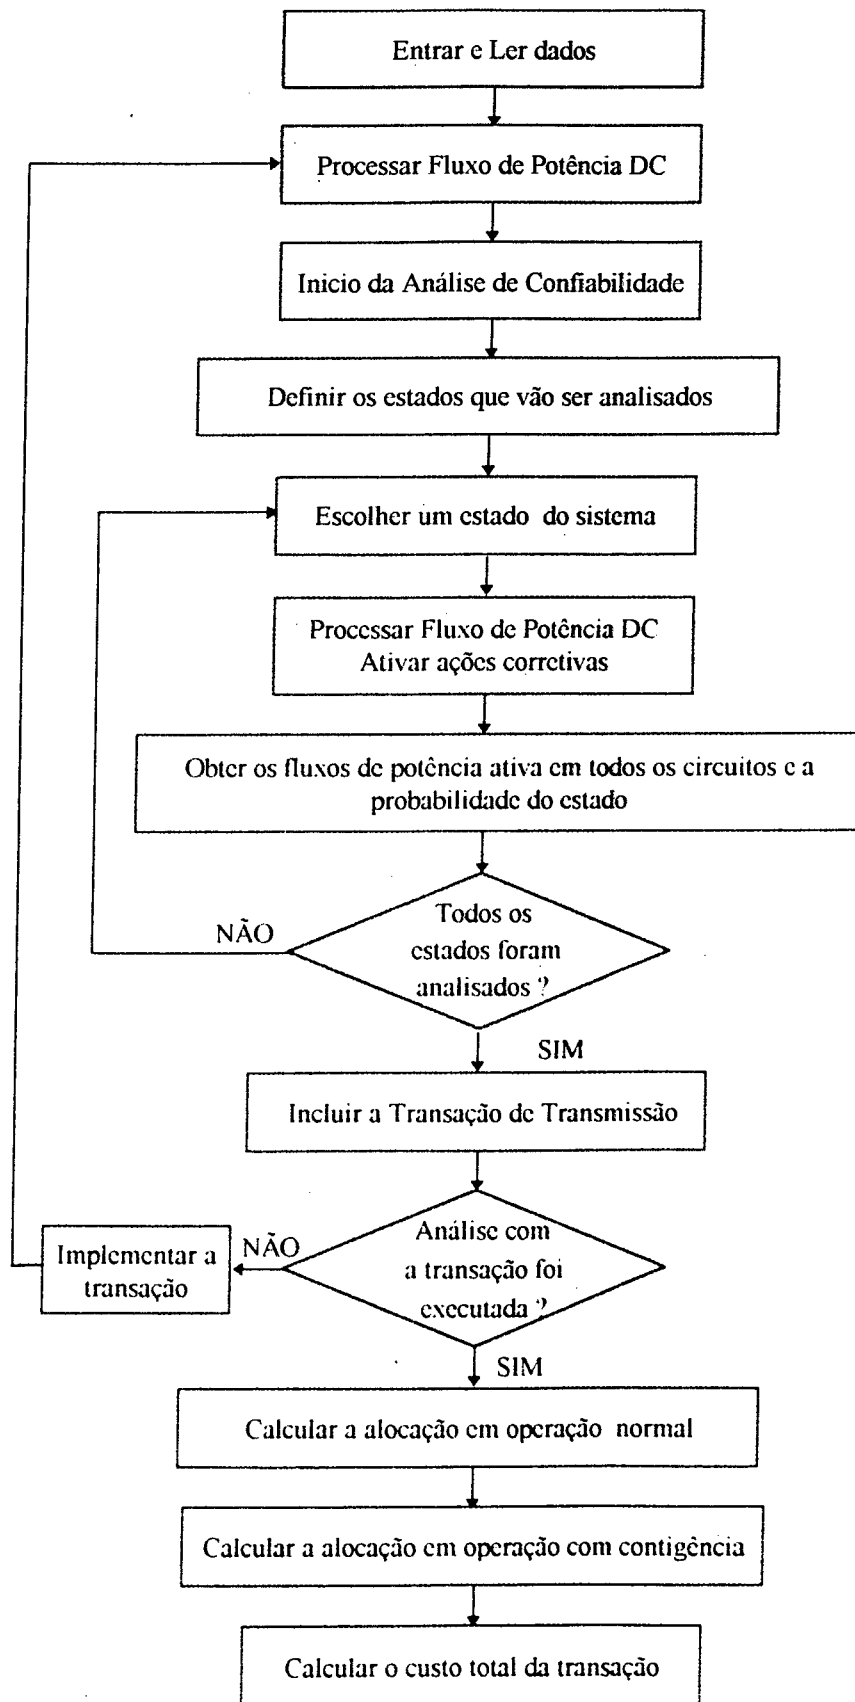 Entrar e Ler dados
Processar Fluxo de Potência DC
Inicio da Análise de Confiabilidade
Definir os estados que vão ser analisados
Escolher um estado do sistema
Processar Fluxo de Potência DC
Ativar ações corretivas
Obter os fluxos de potência ativa em todos os circuitos e a
probabilidade do estado
Todos os
estados foram
analisados ?
NÃO
SIM
Incluir a Transação de Transmissão
Análise com
a transação foi
executada ?
NÃO
Implementar a
transação
SIM
Calcular a alocação em operação normal
Calcular a alocação em operação com contigência
Calcular o custo total da transação